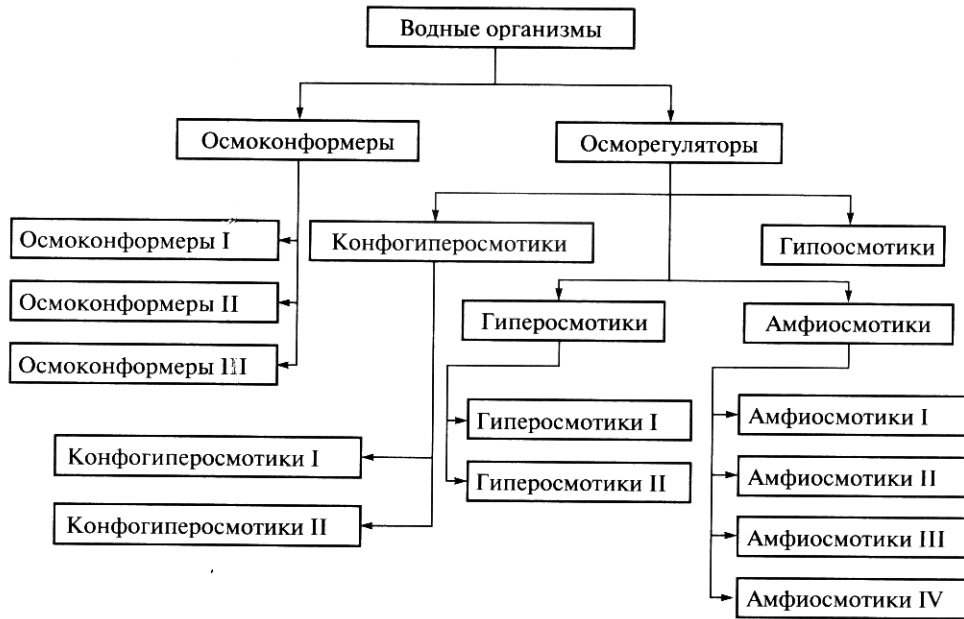 Водные организмы
Осмоконформеры
Осморегуляторы
Осмоконформеры I
Конфогиперосмотики
Гипоосмотики
Осмоконформеры II
Гиперосмотики
Амфиосмотики
Осмоконформеры III
Гиперосмотики I
Амфиосмотики I
Конфогиперосмотики I
Гиперосмотики II
Амфиосмотики II
Конфогиперосмотики II
Амфиосмотики III
Амфиосмотики IV